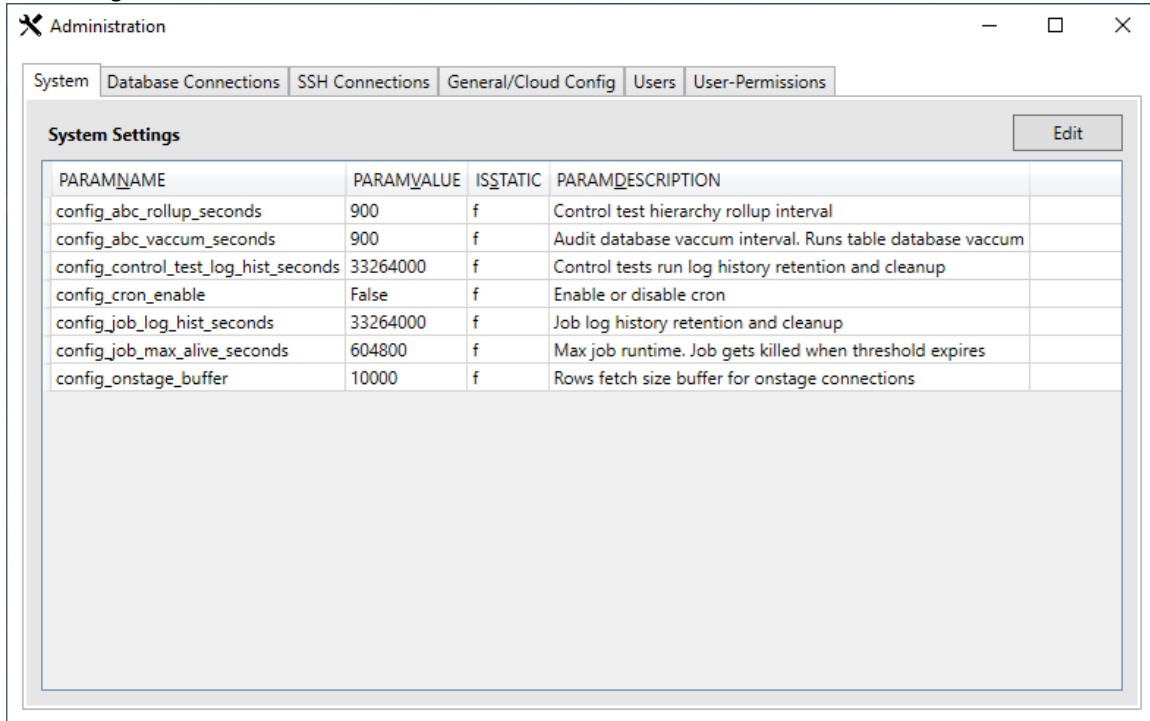 Administration
System Database Connections SSH Connections General/Cloud Config Users User-Permissions
System Settings Edit
PARAMNAME PARAMVALUE ISSTATIC PARAMDESCRIPTION
config_abc_rollup_seconds 900 f Control test hierarchy rollup interval
config_abc_vaccum_seconds 900 f Audit database vaccum interval. Runs table database vaccum
config_control_test_log_hist_seconds 33264000 f Control tests run log history retention and cleanup
config_cron_enable False f Enable or disable cron
config_job_log_hist_seconds 33264000 f Job log history retention and cleanup
config_job_max_alive_seconds 604800 f Max job runtime. Job gets killed when threshold expires
config_onstage_buffer 10000 f Rows fetch size buffer for onstage connections